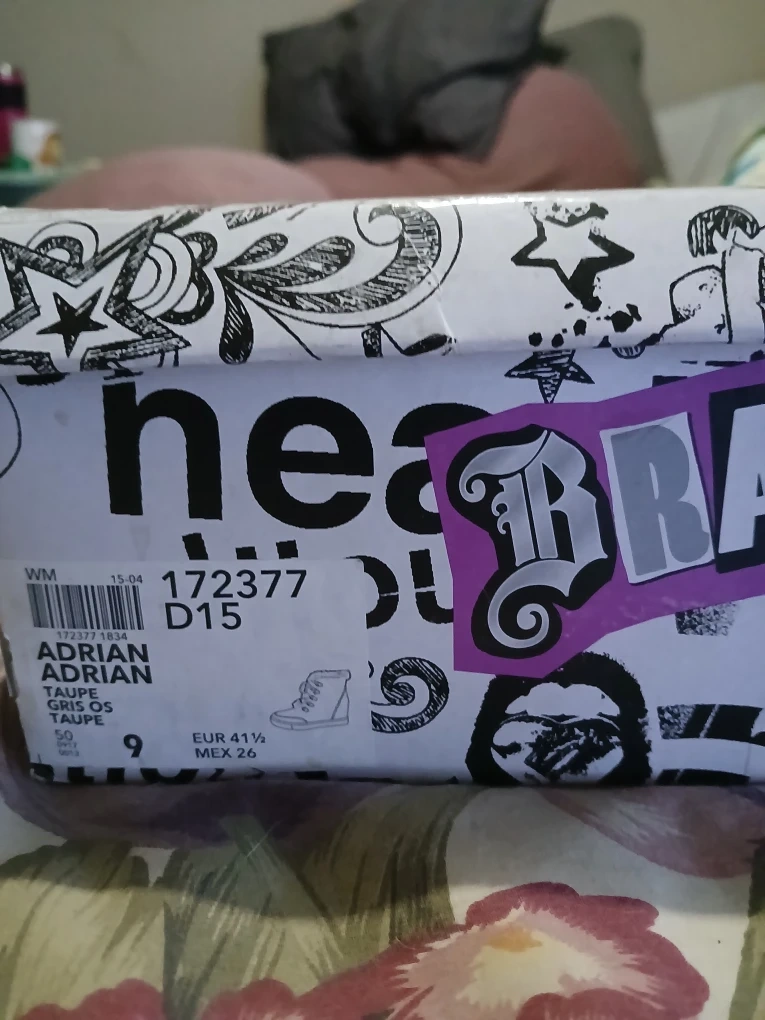 hea
BRA
WM 15-04
172377
D15
172377 1834
ADRIAN
ADRIAN
TAUPE
GRIS OS
TAUPE
50
9
EUR 41½
MEX 26